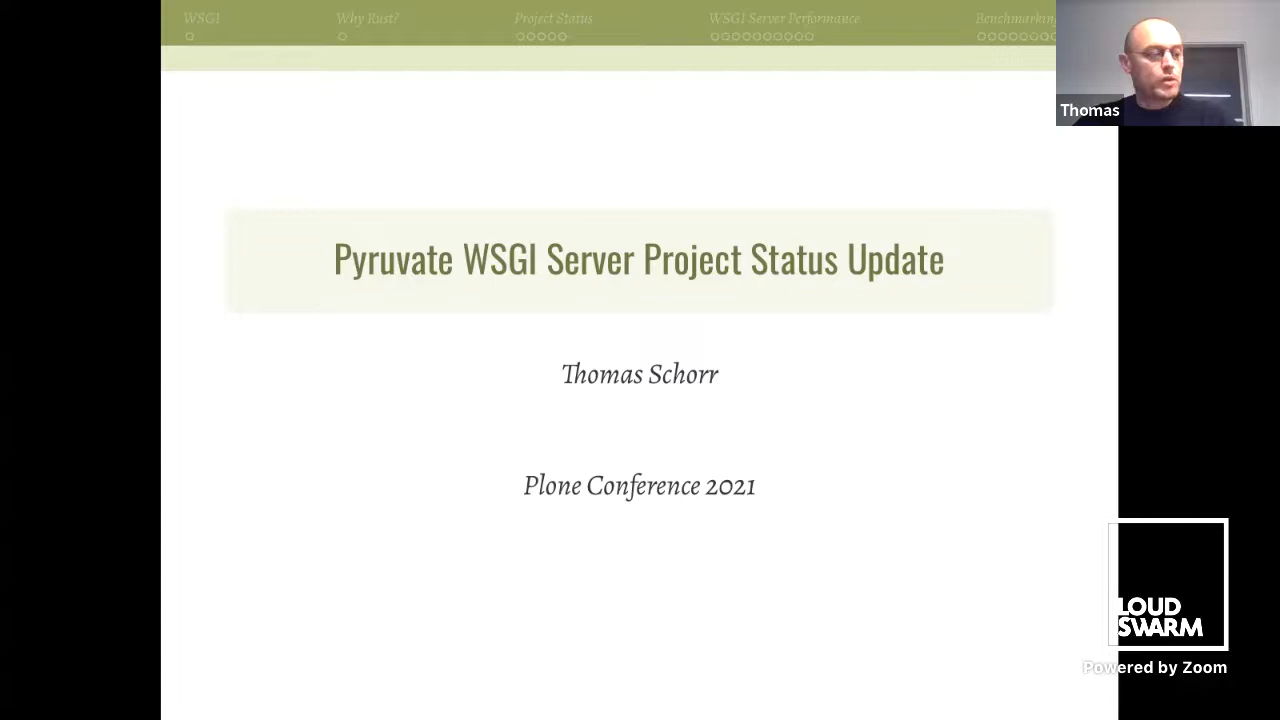 WSGI
Why Rust?
Project Status
WSGI Server Performance
Benchmarking
Thomas
Pyruvate WSGI Server Project Status Update
Thomas Schorr
Plone Conference 2021
LOUD
SWARM
Powered by Zoom